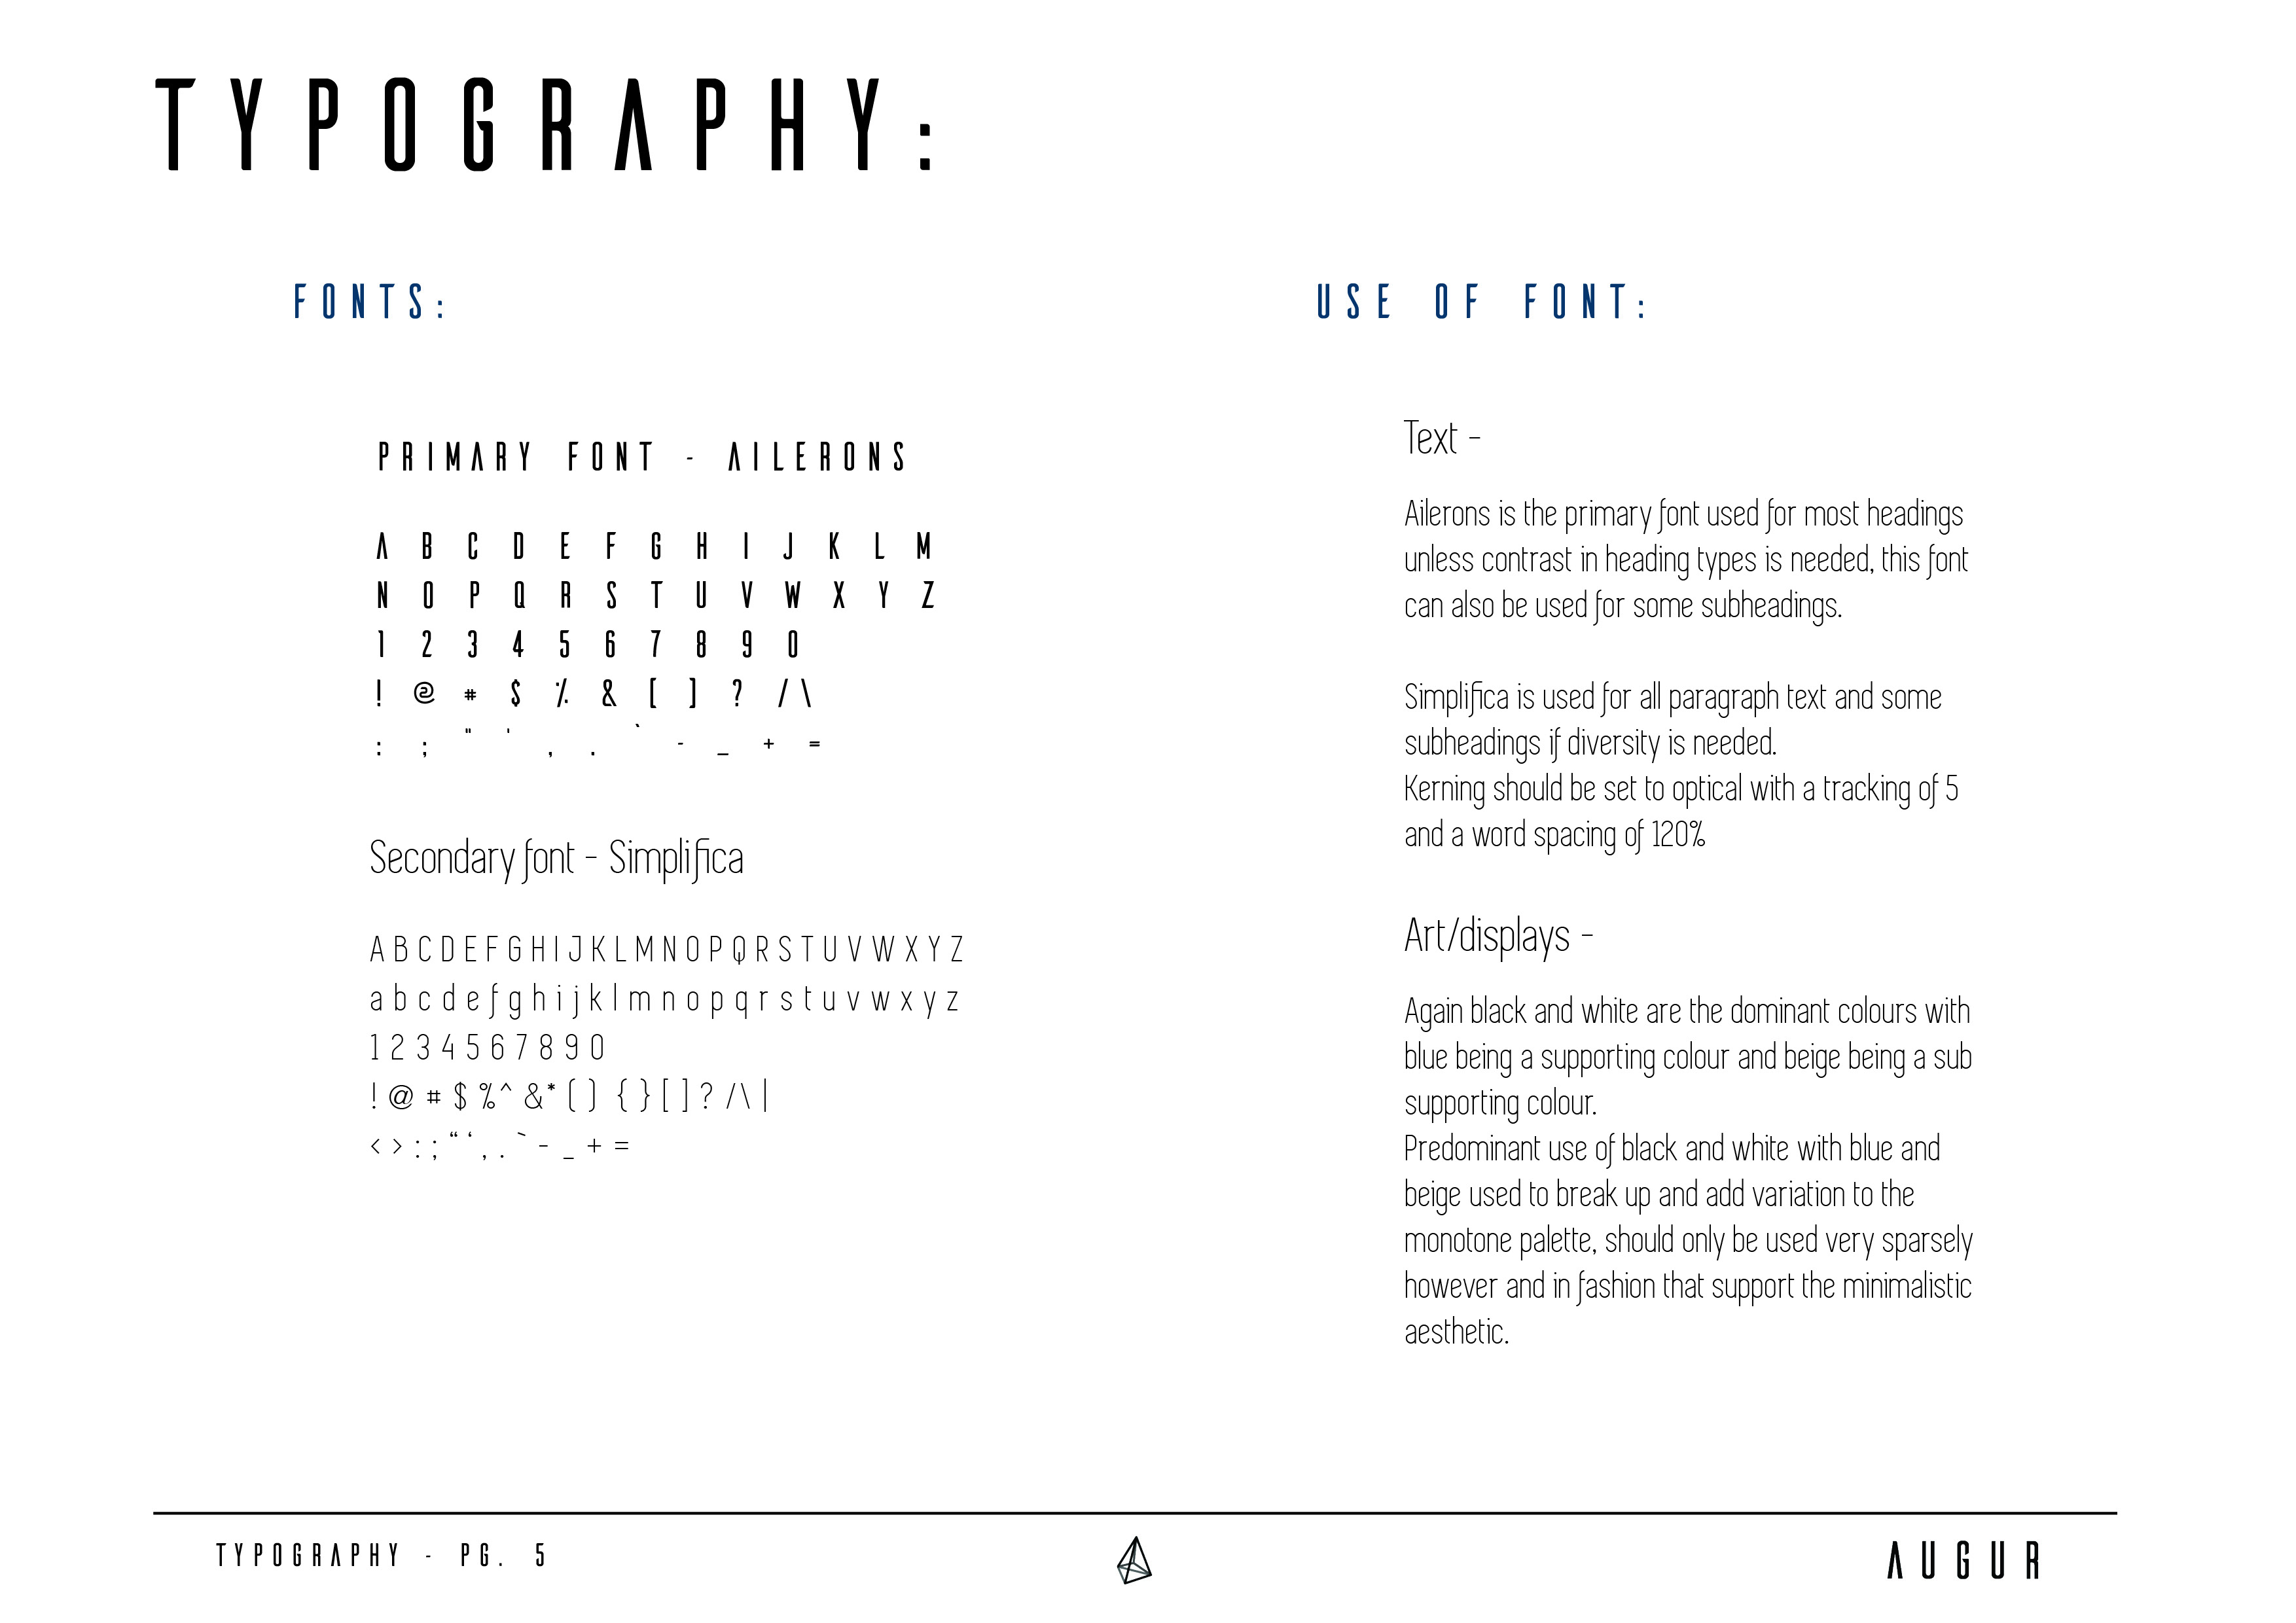 TYPOGRAPHY:
FONTS:
PRIMARY FONT - AILERONS
A B C D E F G H I J K L M
N O P Q R S T U V W X Y Z
1 2 3 4 5 6 7 8 9 0
! @ # $ % & [ ] ? / \
: ; " ' , . ` - _ + =
Secondary font - Simplifica
A B C D E F G H I J K L M N O P Q R S T U V W X Y Z
a b c d e f g h i j k l m n o p q r s t u v w x y z
1 2 3 4 5 6 7 8 9 0
! @ # $ % ^ & * ( ) { } [ ] ? / \ |
< > : ; “ ‘ , . ` - _ + =
USE OF FONT:
Text -
Ailerons is the primary font used for most headings
unless contrast in heading types is needed, this font
can also be used for some subheadings.
Simplifica is used for all paragraph text and some
subheadings if diversity is needed.
Kerning should be set to optical with a tracking of 5
and a word spacing of 120%
Art/displays -
Again black and white are the dominant colours with
blue being a supporting colour and beige being a sub
supporting colour.
Predominant use of black and white with blue and
beige used to break up and add variation to the
monotone palette, should only be used very sparsely
however and in fashion that support the minimalistic
aesthetic.
TYPOGRAPHY - PG. 5
AUGUR